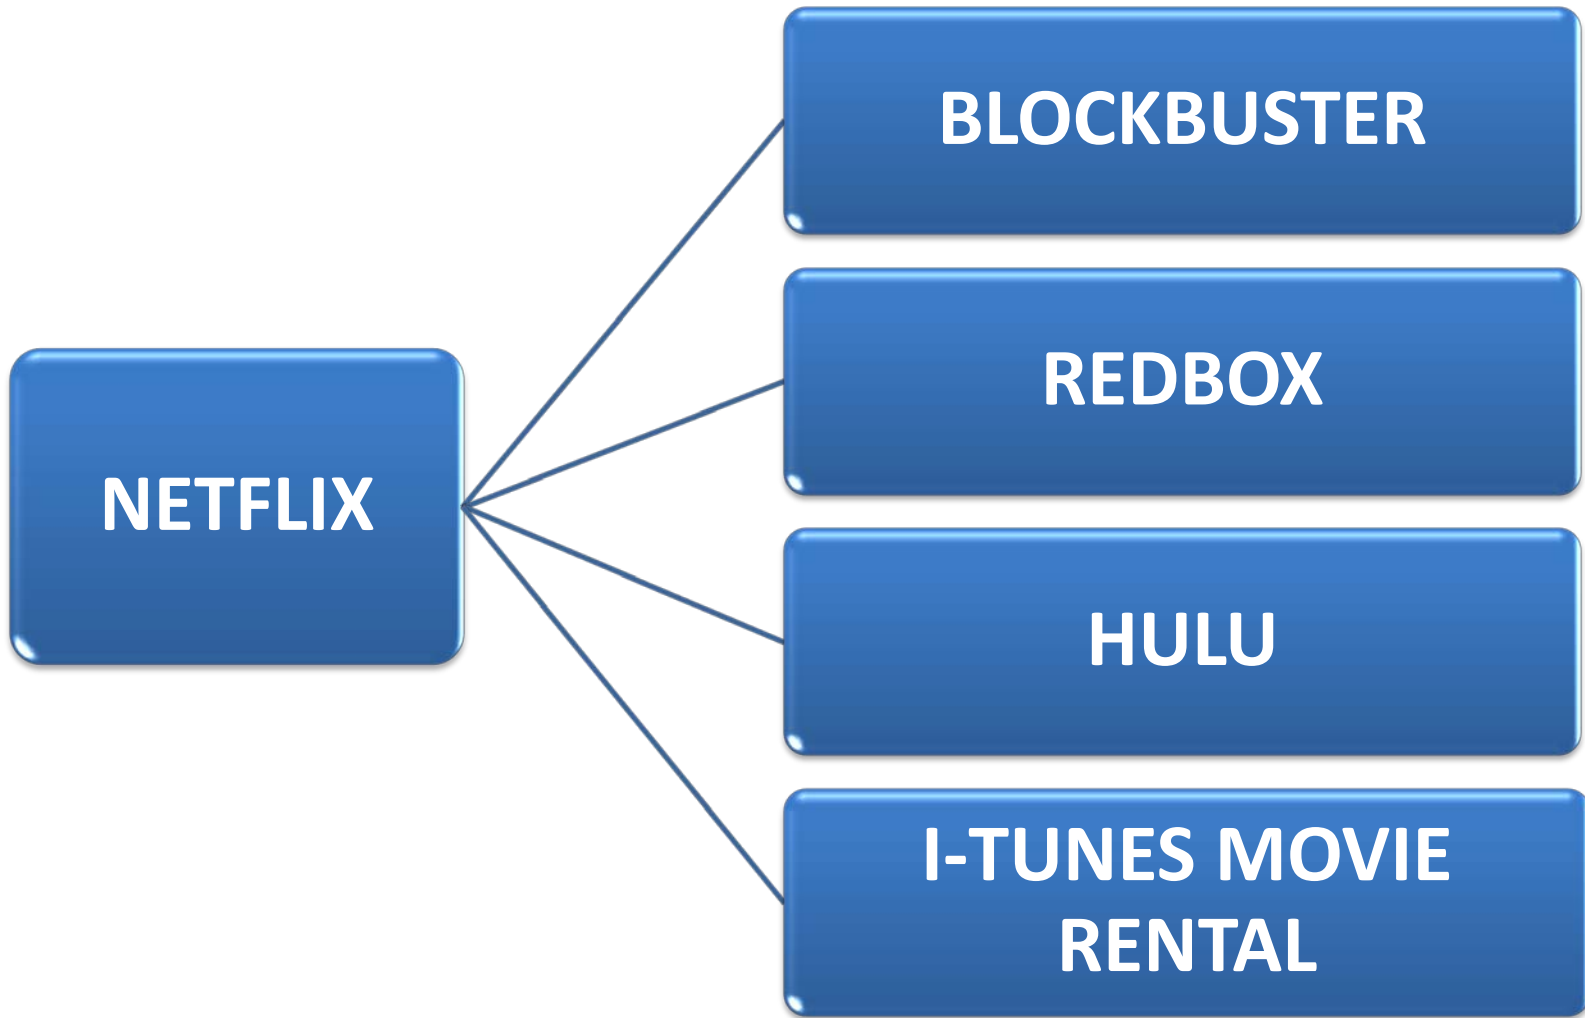 BLOCKBUSTER
REDBOX
NETFLIX
HULU
I-TUNES MOVIE
RENTAL